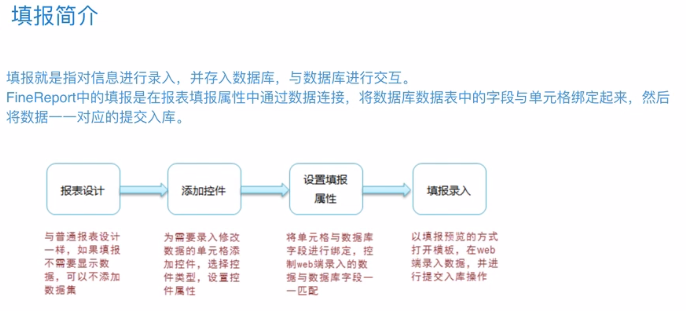 填报简介
填报就是指对信息进行录入，并存入数据库，与数据库进行交互。
FineReport中的填报是在报表填报属性中通过数据连接，将数据库数据表中的字段与单元格绑定起来，然后
将数据一一对应的提交入库。
报表设计
添加控件
设置填报
属性
填报录入
与普通报表设计
一样，如果填报
不需要显示数
据，可以不添加
数据集
为需要录入修改
数据的单元格添
加控件，选择控
件类型，设置控
件属性
将单元格与数据库
字段进行绑定，控
制web端录入的数
据与数据库字段一
一匹配
以填报预览的方式
打开模板，在web
端录入数据，并进
行提交入库操作